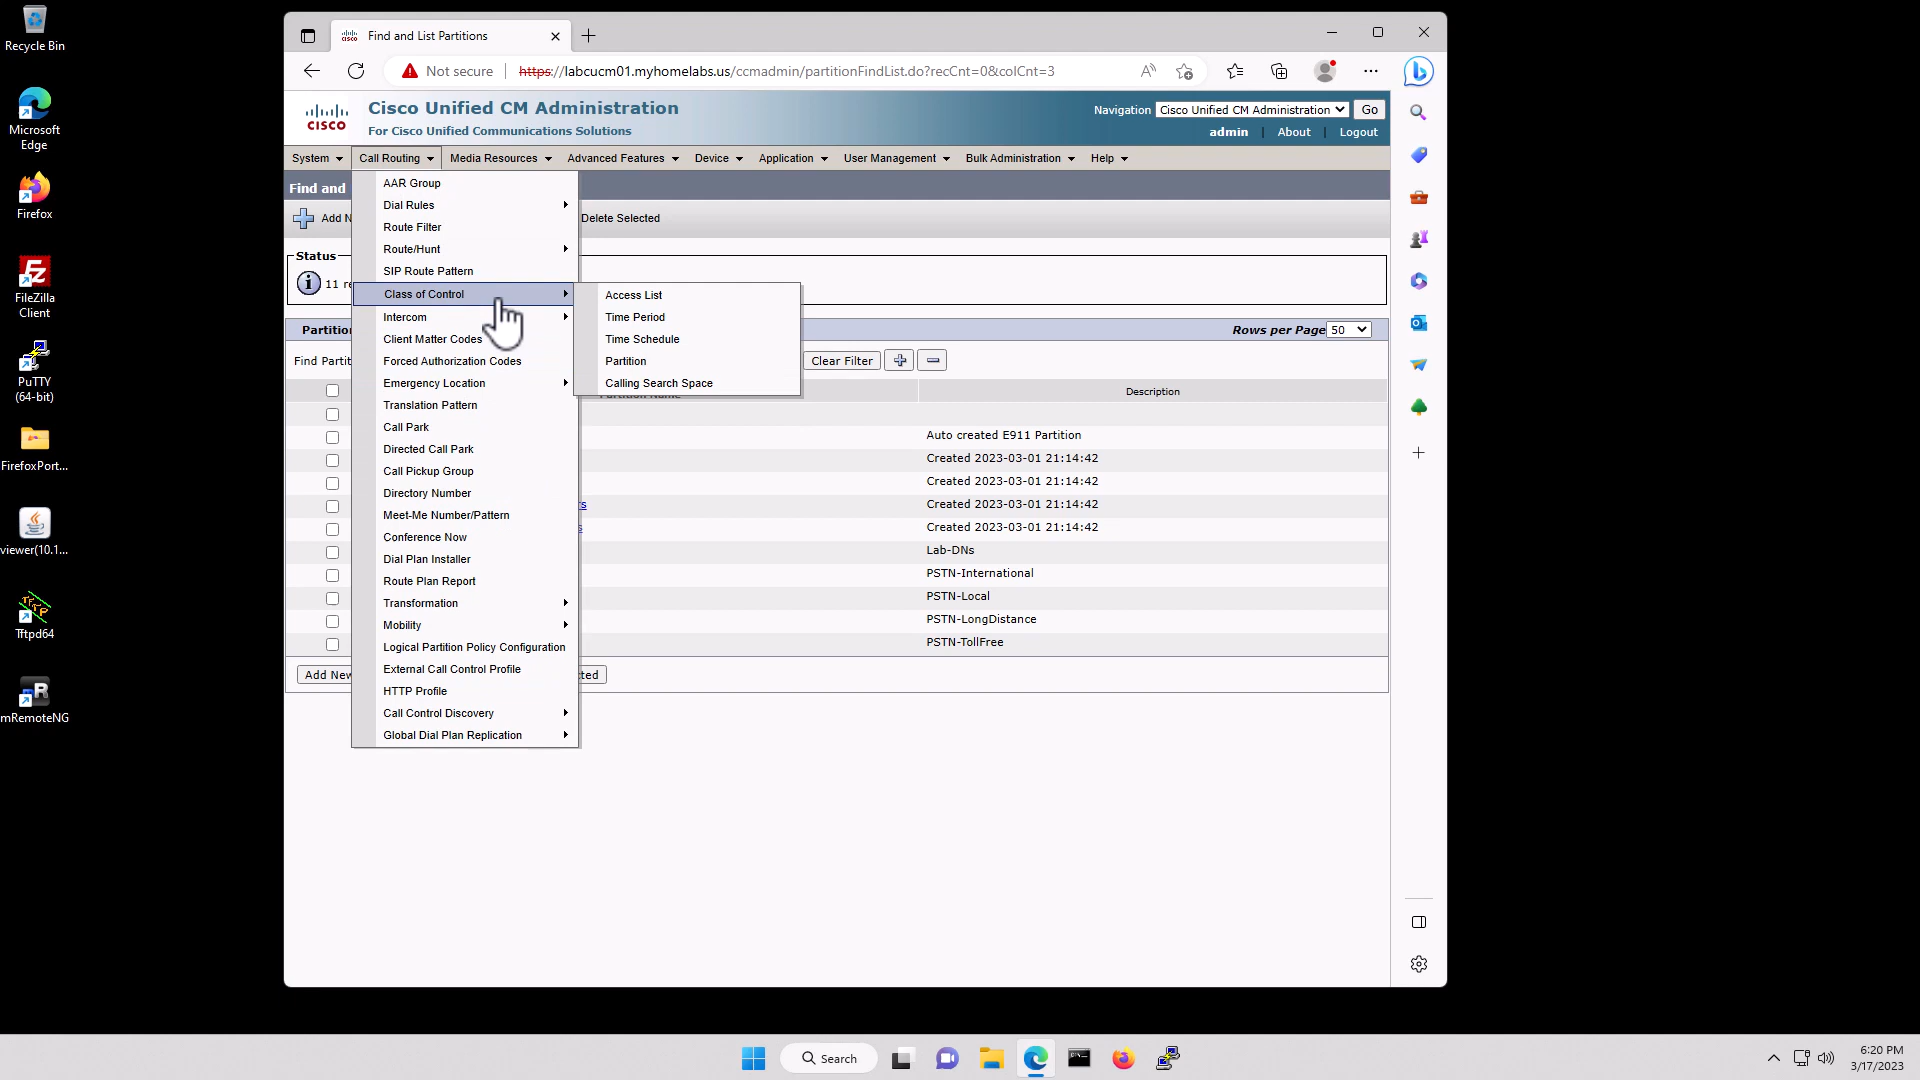 Recycle Bin
Microsoft
Edge
Firefox
FileZilla
Client
PuTTY
(64-bit)
FirefoxPort...
viewer(10.1...
Tftpd64
mRemoteNG
Find and List Partitions
Not secure
https://labcucm01.myhomelabs.us/ccmadmin/partitionFindList.do?recCnt=0&colCnt=3
CISCO
Cisco Unified CM Administration
For Cisco Unified Communications Solutions
Navigation Cisco Unified CM Administration Go
admin | About | Logout
System Call Routing Media Resources Advanced Features Device Application User Management Bulk Administration Help
Find and
Add N
Delete Selected
Status
11 re
Partition
Rows per Page 50
Find Partit
Clear Filter
Description
Auto created E911 Partition
Created 2023-03-01 21:14:42
Created 2023-03-01 21:14:42
rs
Created 2023-03-01 21:14:42
s
Created 2023-03-01 21:14:42
Lab-DNs
PSTN-International
PSTN-Local
PSTN-LongDistance
PSTN-TollFree
Add New
cted
AAR Group
Dial Rules
Route Filter
Route/Hunt
SIP Route Pattern
Class of Control
Intercom
Client Matter Codes
Forced Authorization Codes
Emergency Location
Translation Pattern
Call Park
Directed Call Park
Call Pickup Group
Directory Number
Meet-Me Number/Pattern
Conference Now
Dial Plan Installer
Route Plan Report
Transformation
Mobility
Logical Partition Policy Configuration
External Call Control Profile
HTTP Profile
Call Control Discovery
Global Dial Plan Replication
Access List
Time Period
Time Schedule
Partition
Calling Search Space
Search
6:20 PM
3/17/2023